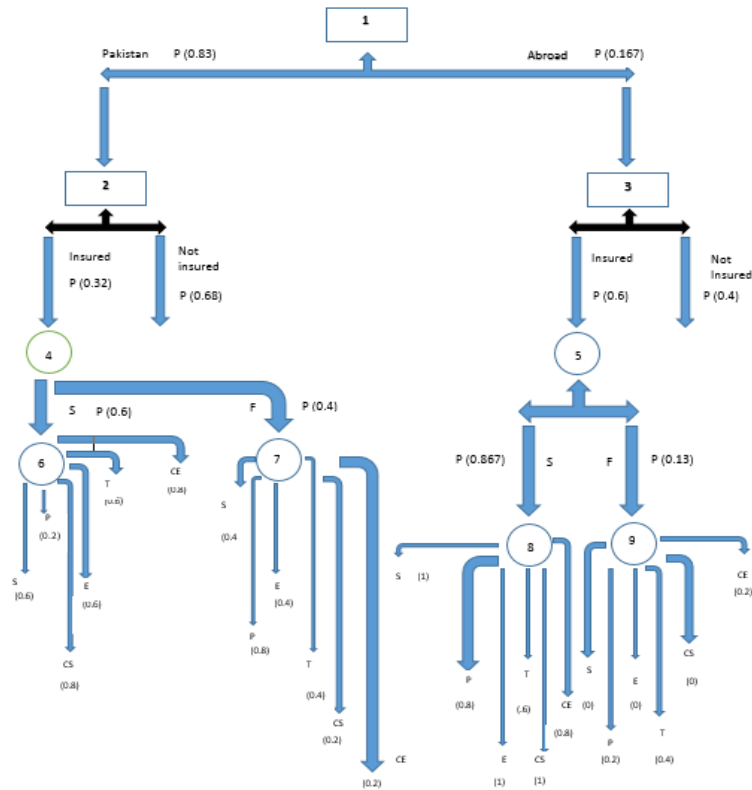 1
Pakistan P (0.83)
Abroad P (0.167)
2
3
Insured
P (0.32)
Not
insured
P (0.68)
Insured
P (0.6)
Not
Insured
P (0.4)
4
5
S P (0.6)
F P (0.4)
P (0.867) S
F P (0.13)
6
7
8
9
CE
(0.8)
T
(0.6)
P
(0.2)
S
(0.6)
E
(0.6)
CS
(0.8)
S
(0.4
E
(0.4)
P
(0.8)
T
(0.4)
CS
(0.2)
CE
(0.2)
S (1)
P
(0.8)
T
(.6)
CE
(0.8)
E
(1)
CS
(1)
S
(0)
E
(0)
CS
(0)
CE
(0.2)
P
(0.2)
T
(0.4)